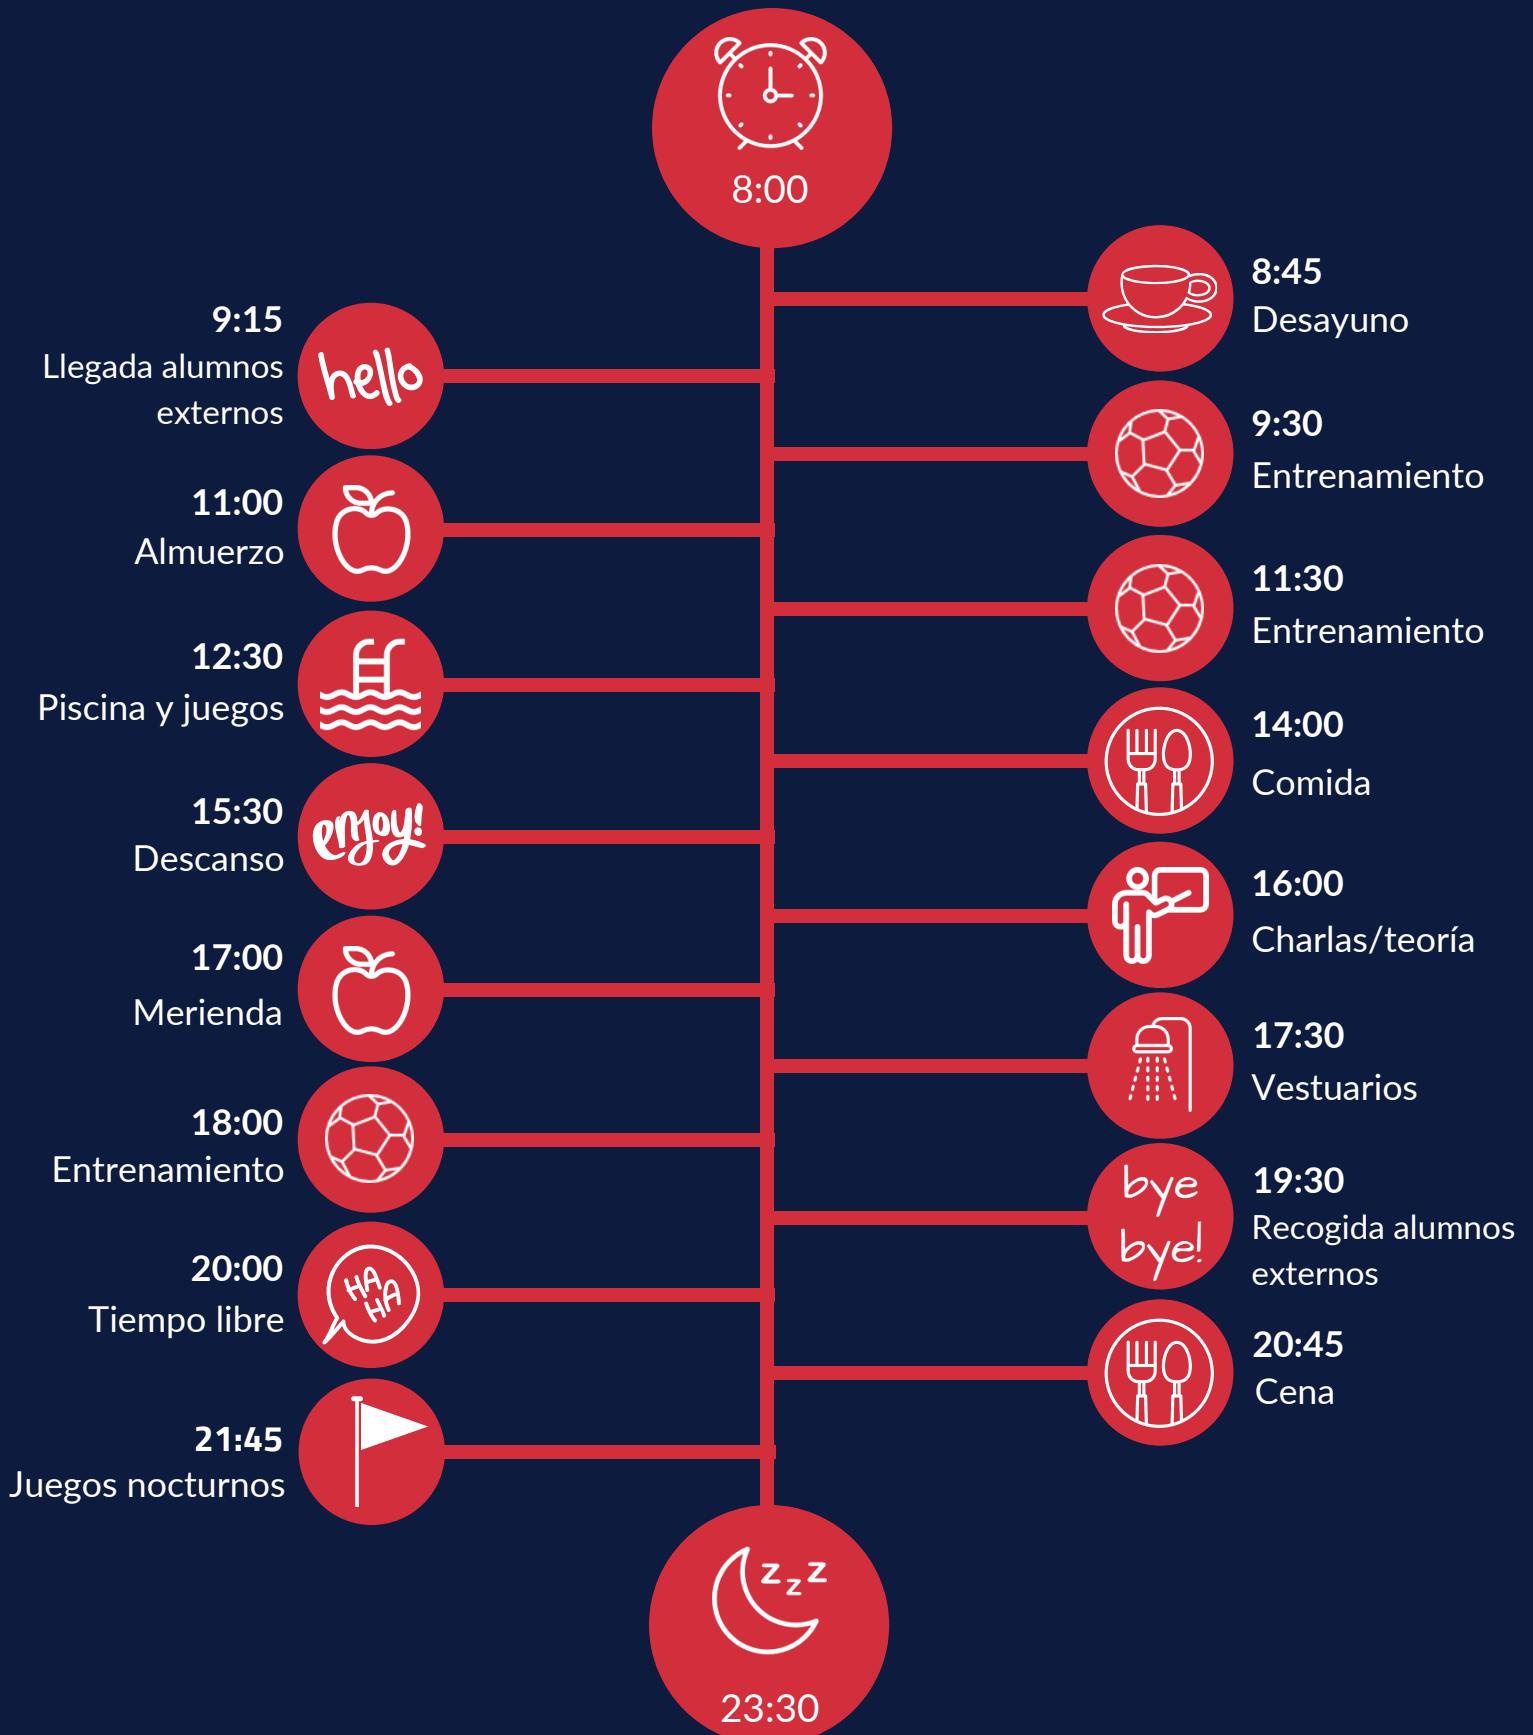 8:00
8:45
Desayuno
9:15
Llegada alumnos
externos
hello
9:30
Entrenamiento
11:00
Almuerzo
11:30
Entrenamiento
12:30
Piscina y juegos
14:00
Comida
15:30
Descanso
enjoy!
16:00
Charlas/teoría
17:00
Merienda
17:30
Vestuarios
18:00
Entrenamiento
bye
bye!
19:30
Recogida alumnos
externos
20:00
Tiempo libre
HA
HA
20:45
Cena
21:45
Juegos nocturnos
z z z
23:30